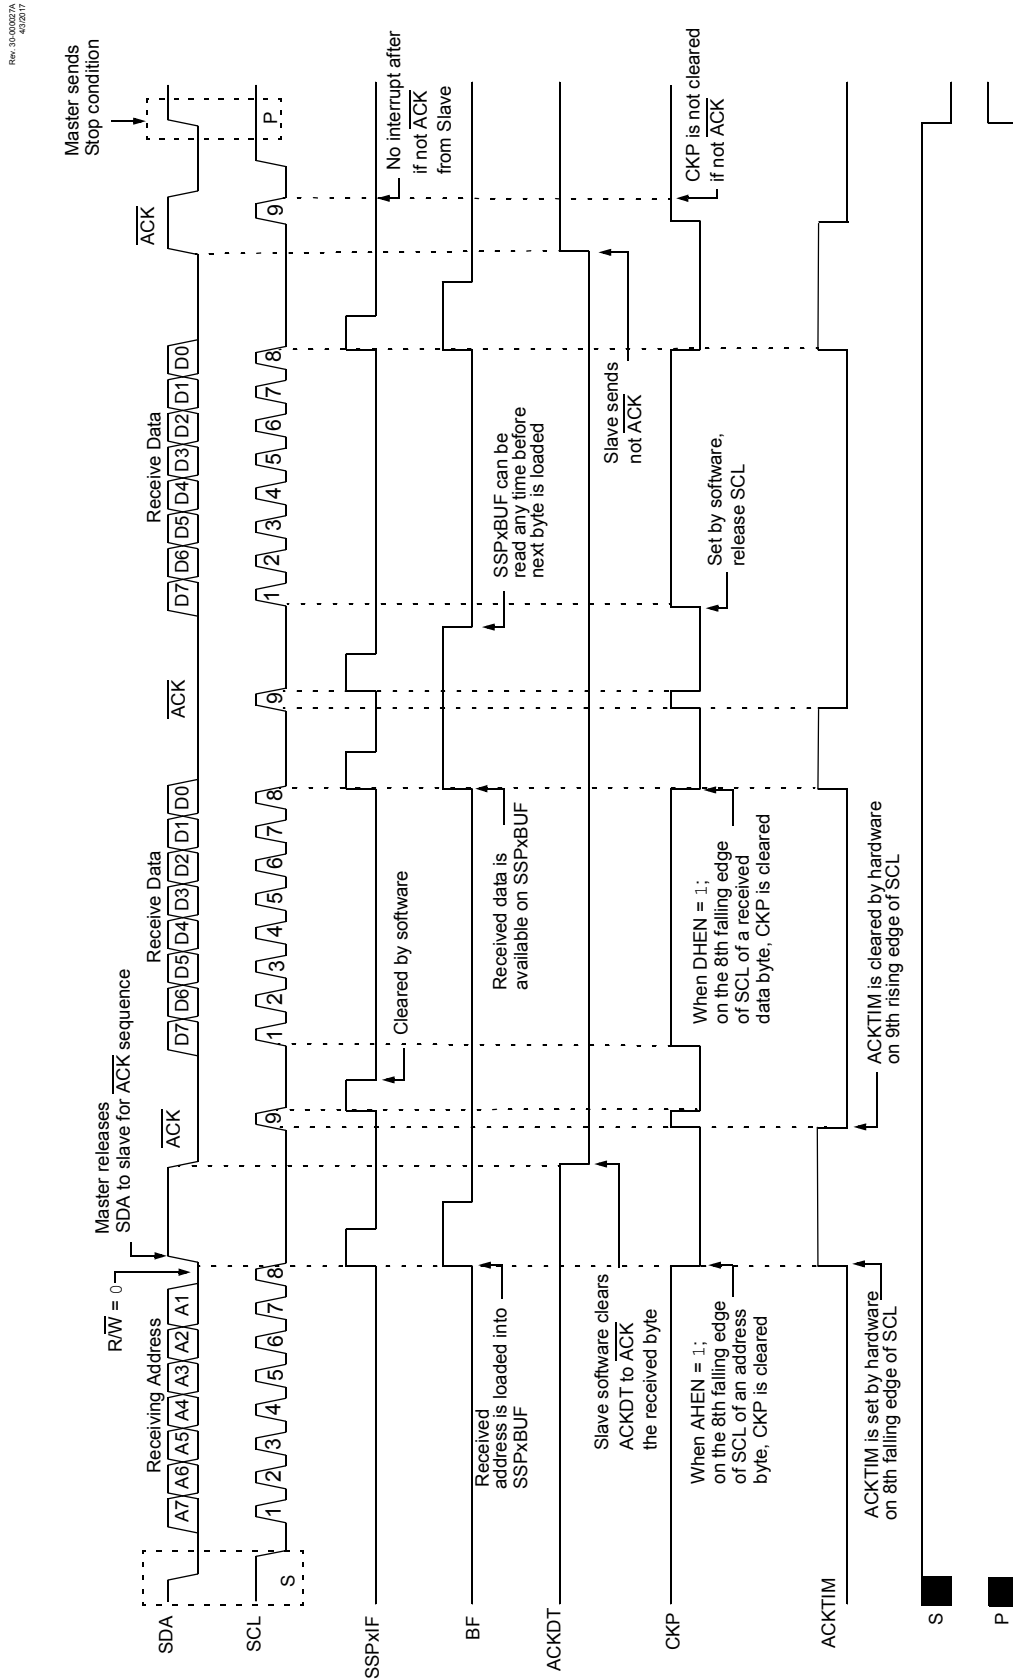 Rev. 30-000027A
4/3/2017
Master sends
Stop condition
Master releases
SDA to slave for ACK sequence
R/W = 0
Receiving Address
Receive Data
Receive Data
ACK
ACK
ACK
SDA
A7 A6 A5 A4 A3 A2 A1
D7 D6 D5 D4 D3 D2 D1 D0
D7 D6 D5 D4 D3 D2 D1 D0
SCL
S
1 2 3 4 5 6 7 8 9
1 2 3 4 5 6 7 8 9
1 2 3 4 5 6 7 8 9
P
SSPxIF
Cleared by software
No interrupt after
if not ACK
from Slave
BF
Received
address is loaded into
SSPxBUF
Received data is
available on SSPxBUF
SSPxBUF can be
read any time before
next byte is loaded
ACKDT
Slave software clears
ACKDT to ACK
the received byte
Slave sends
not ACK
CKP
When AHEN = 1;
on the 8th falling edge
of SCL of an address
byte, CKP is cleared
When DHEN = 1;
on the 8th falling edge
of SCL of a received
data byte, CKP is cleared
Set by software,
release SCL
CKP is not cleared
if not ACK
ACKTIM
ACKTIM is set by hardware
on 8th falling edge of SCL
ACKTIM is cleared by hardware
on 9th rising edge of SCL
S
P